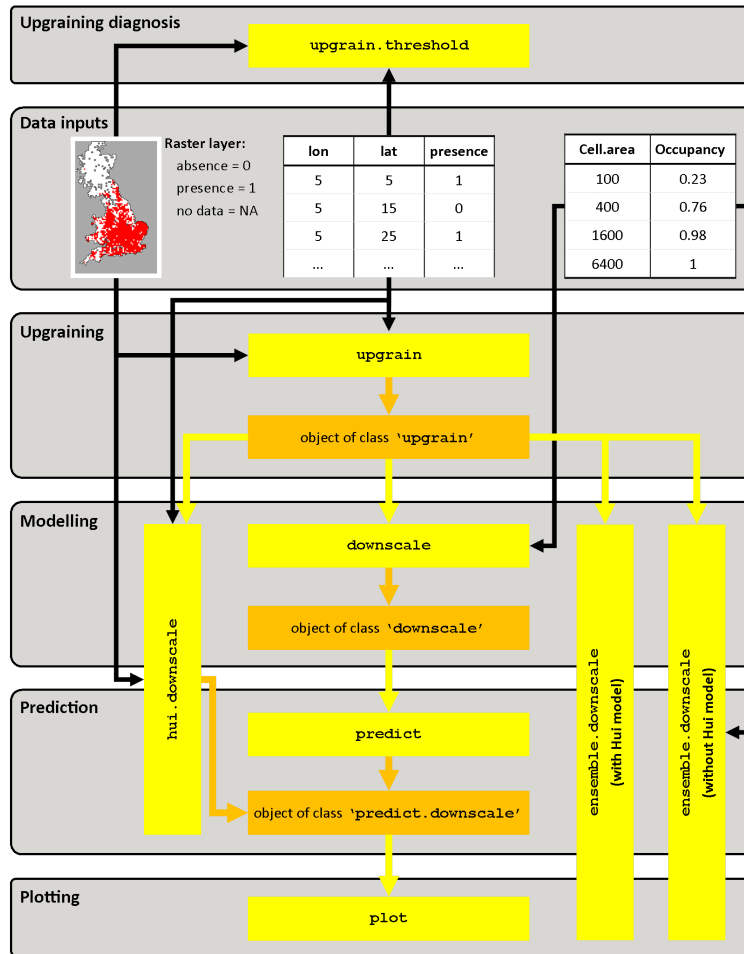 Upgraining diagnosis
upgrain.threshold
Data inputs
Raster layer:
absence = 0
presence = 1
no data = NA
lon lat presence
5 5 1
5 15 0
5 25 1
... ... ...
Cell.area Occupancy
100 0.23
400 0.76
1600 0.98
6400 1
Upgraining
upgrain
object of class ‘upgrain’
Modelling
downscale
object of class ‘downscale’
hui.downscale
ensemble.downscale
(with Hui model)
ensemble.downscale
(without Hui model)
Prediction
predict
object of class ‘predict.downscale’
Plotting
plot